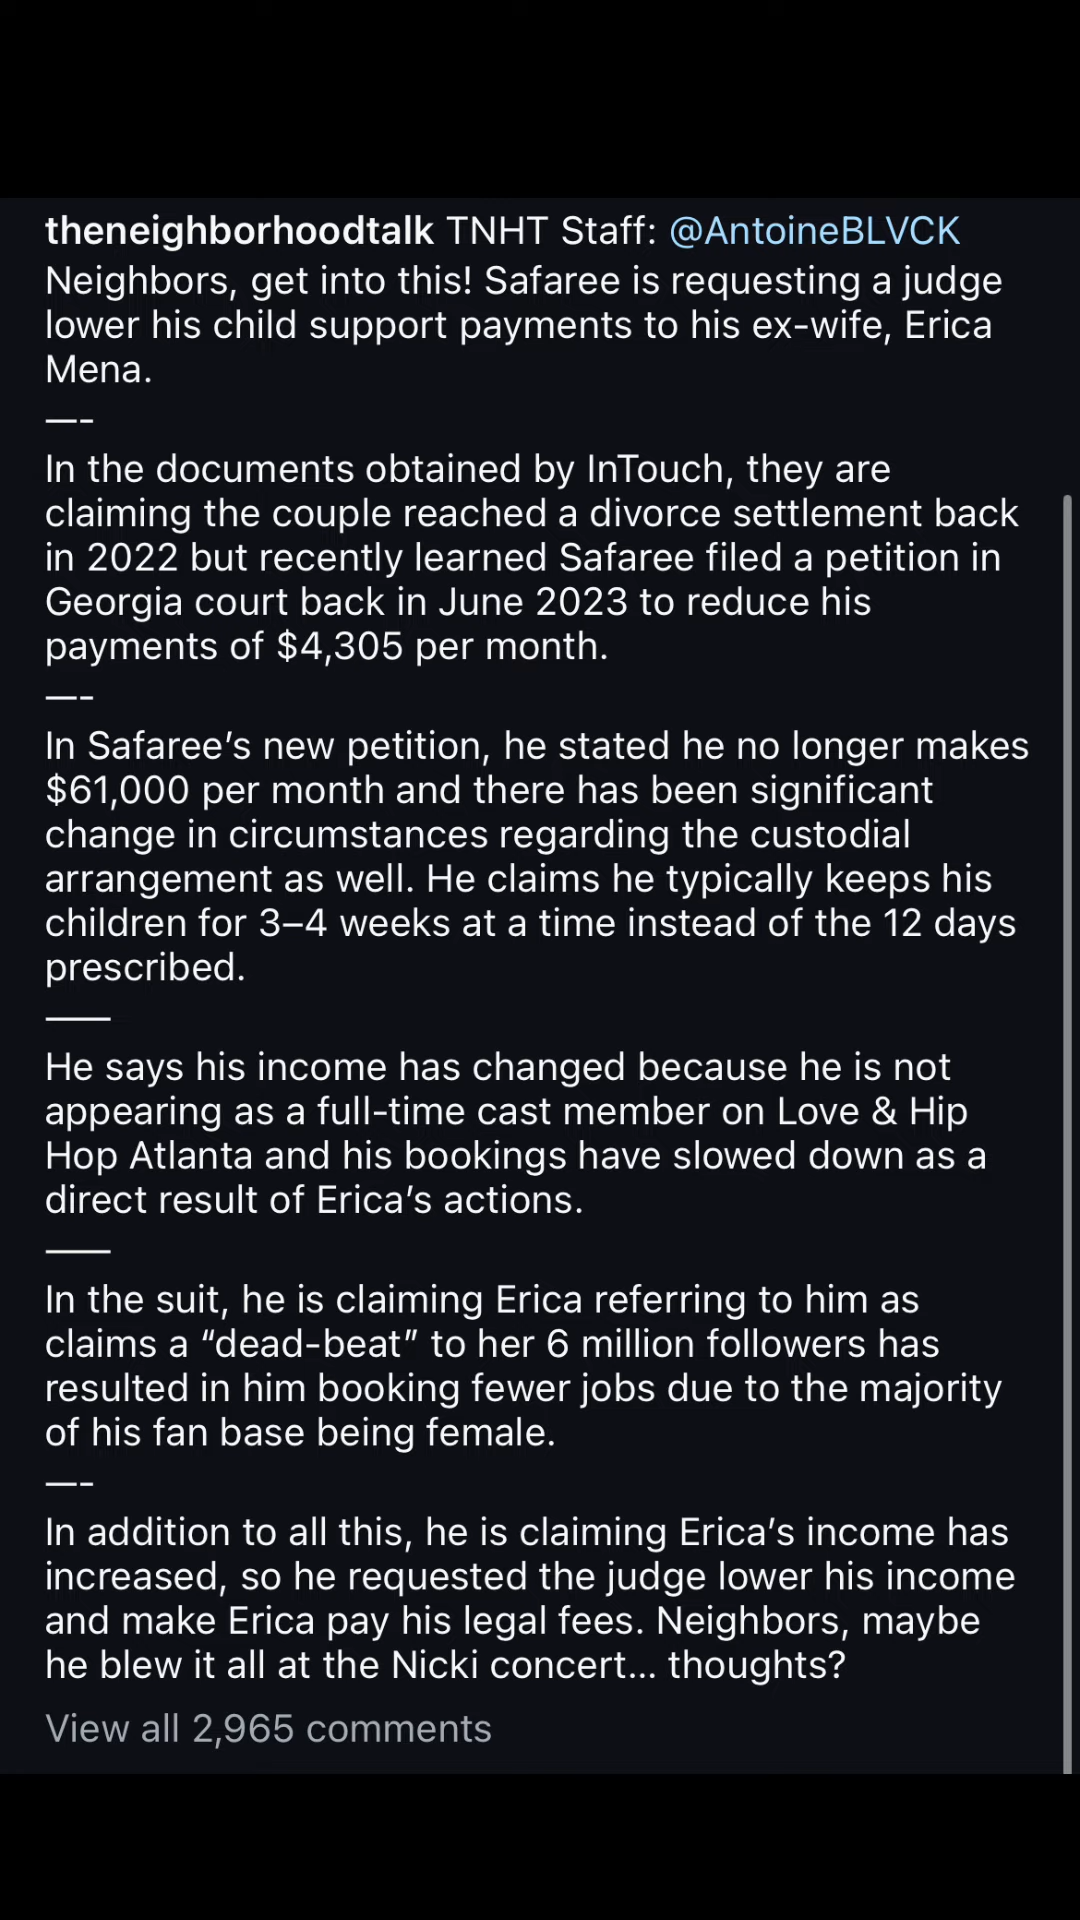 theneighborhoodtalk TNHT Staff: @AntoineBLVCK
Neighbors, get into this! Safaree is requesting a judge
lower his child support payments to his ex-wife, Erica
Mena.
—-
In the documents obtained by InTouch, they are
claiming the couple reached a divorce settlement back
in 2022 but recently learned Safaree filed a petition in
Georgia court back in June 2023 to reduce his
payments of $4,305 per month.
—-
In Safaree’s new petition, he stated he no longer makes
$61,000 per month and there has been significant
change in circumstances regarding the custodial
arrangement as well. He claims he typically keeps his
children for 3–4 weeks at a time instead of the 12 days
prescribed.
——
He says his income has changed because he is not
appearing as a full-time cast member on Love & Hip
Hop Atlanta and his bookings have slowed down as a
direct result of Erica’s actions.
——
In the suit, he is claiming Erica referring to him as
claims a “dead-beat” to her 6 million followers has
resulted in him booking fewer jobs due to the majority
of his fan base being female.
—-
In addition to all this, he is claiming Erica’s income has
increased, so he requested the judge lower his income
and make Erica pay his legal fees. Neighbors, maybe
he blew it all at the Nicki concert... thoughts?
View all 2,965 comments